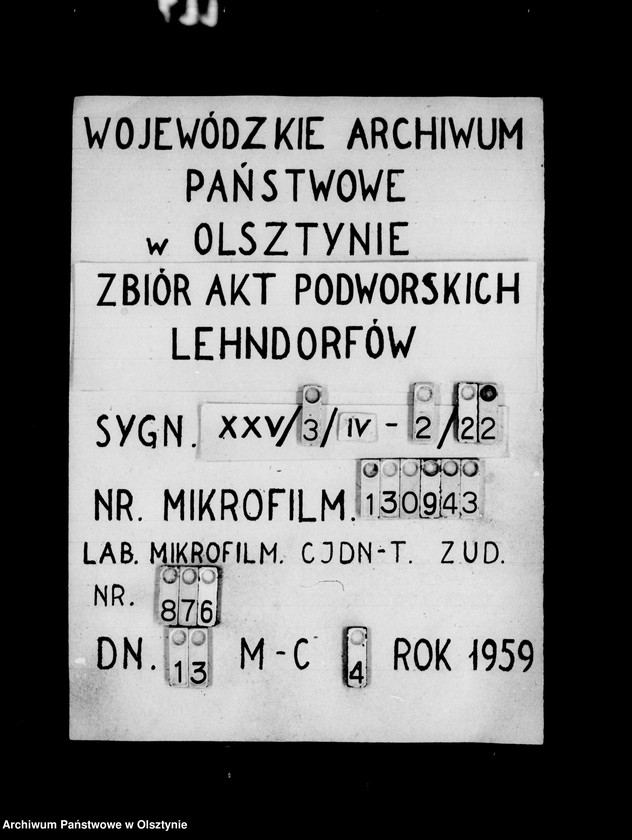 WOJEWÓDZKIE ARCHIWUM
PAŃSTWOWE
w OLSZTYNIE
ZBIÓR AKT PODWORSKICH
LEHNDORFÓW
SYGN. XXV/3/IV - 2/22
NR. MIKROFILM. 130943
LAB. MIKROFILM. CJDN-T. ZUD.
NR. 876
DN. 13 M-C 4 ROK 1959
Archiwum Państwowe w Olsztynie